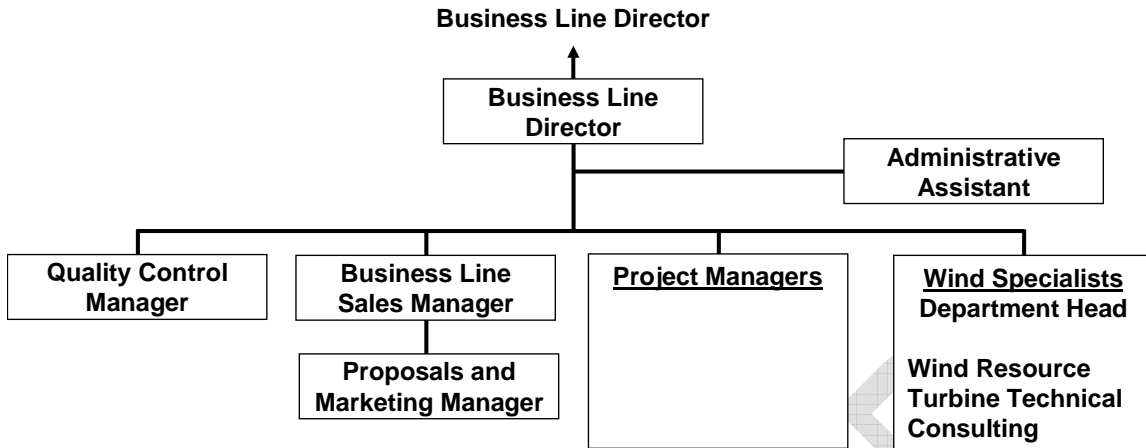 Business Line Director
Business Line
Director
Administrative
Assistant
Quality Control
Manager
Business Line
Sales Manager
Proposals and
Marketing Manager
Project Managers
Wind Specialists
Department Head
Wind Resource
Turbine Technical
Consulting